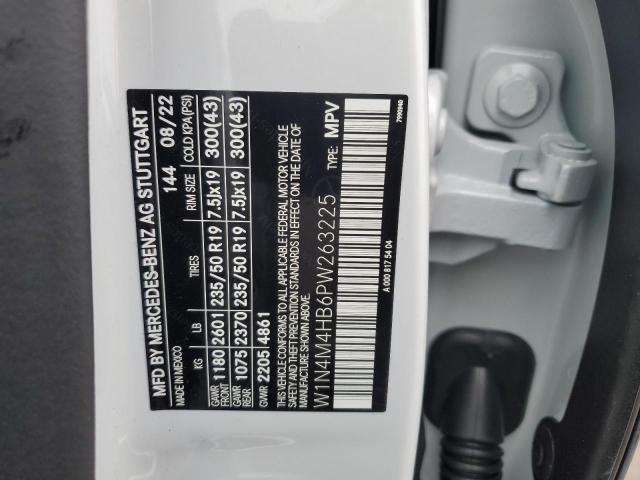 MFD BY MERCEDES-BENZ AG STUTTGART
MADE IN MEXICO 144 08/22
KG LB TIRES RIM SIZE COLD KPA(PSI)
GAWR FRONT 1180 2601 235/50 R19 7.5Jx19 300(43)
GAWR REAR 1075 2370 235/50 R19 7.5Jx19 300(43)
GVWR 2205 4861
THIS VEHICLE CONFORMS TO ALL APPLICABLE FEDERAL MOTOR VEHICLE
SAFETY AND THEFT PREVENTION STANDARDS IN EFFECT ON THE DATE OF
MANUFACTURE SHOWN ABOVE.
W1N4M4HB6PW263225 TYPE: MPV
A 000 817 54 04 7990940